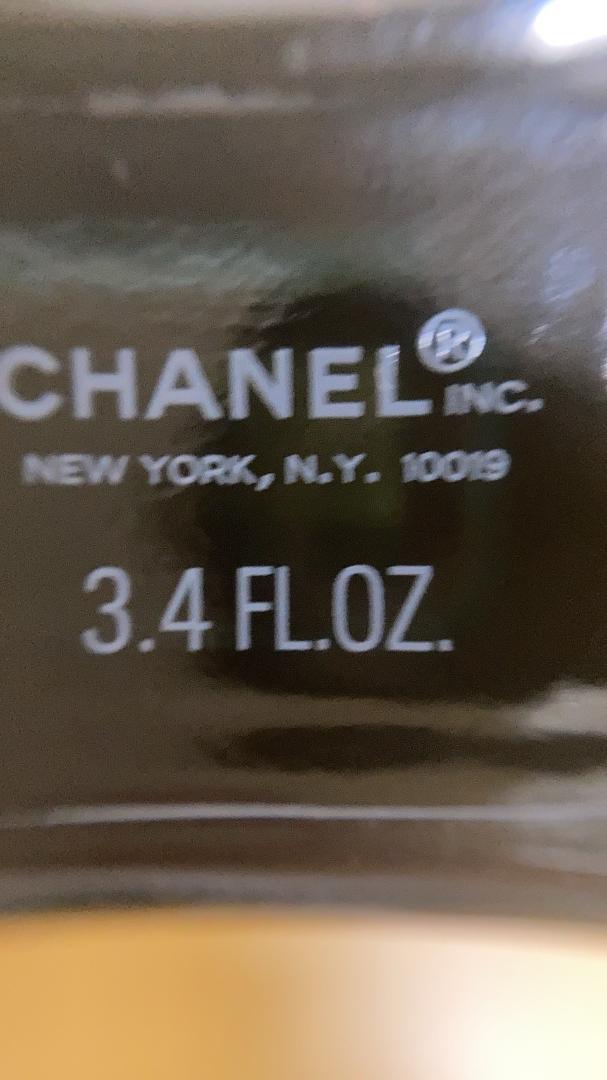 CHANEL® INC.
NEW YORK, N.Y. 10019
3.4 FL.OZ.